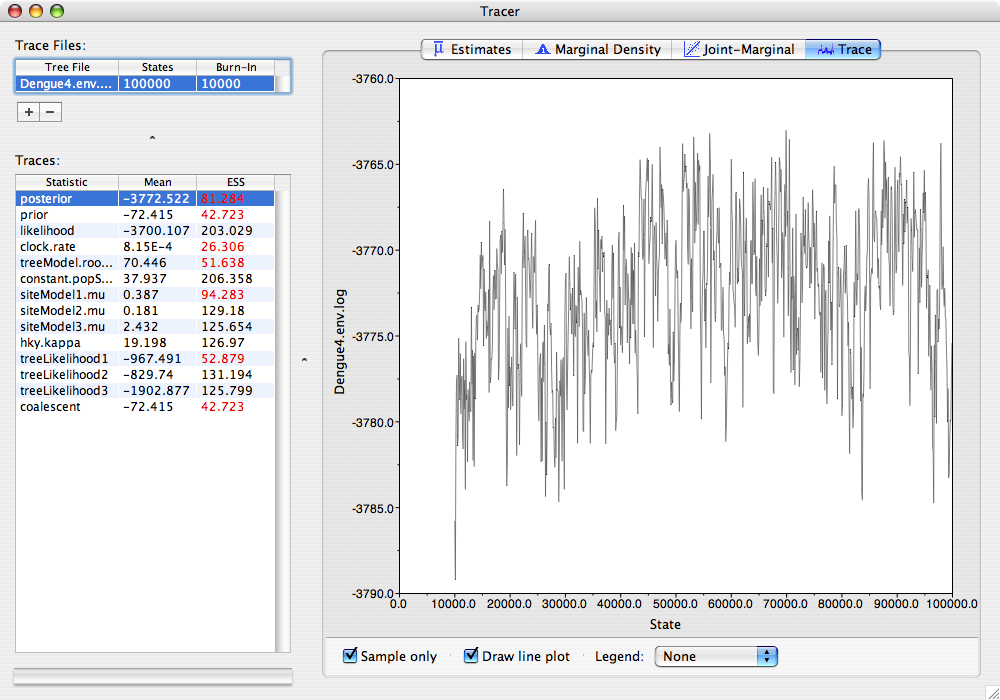 Tracer
Trace Files:
Tree File States Burn-In
Dengue4.env.... 100000 10000
+ −
Traces:
Statistic Mean ESS
posterior -3772.522 81.284
prior -72.415 42.723
likelihood -3700.107 203.029
clock.rate 8.15E-4 26.306
treeModel.roo... 70.446 51.638
constant.popS... 37.937 206.358
siteModel1.mu 0.387 94.283
siteModel2.mu 0.181 129.18
siteModel3.mu 2.432 125.654
hky.kappa 19.198 126.97
treeLikelihood1 -967.491 52.879
treeLikelihood2 -829.74 131.194
treeLikelihood3 -1902.877 125.799
coalescent -72.415 42.723
μ Estimates Marginal Density Joint-Marginal Trace
-3760.0
-3765.0
-3770.0
-3775.0
-3780.0
-3785.0
-3790.0
Dengue4.env.log
0.0 10000.0 20000.0 30000.0 40000.0 50000.0 60000.0 70000.0 80000.0 90000.0 100000.0
State
Sample only Draw line plot Legend: None